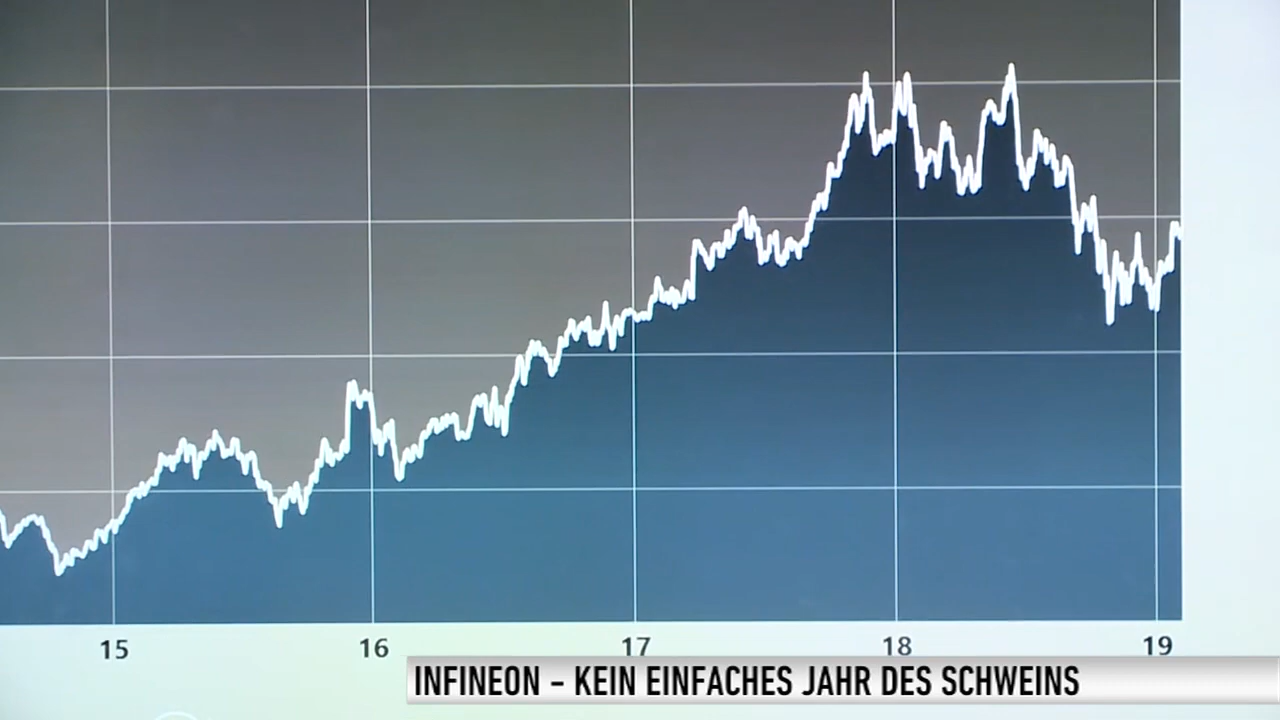 15 16 17 18 19
INFINEON – KEIN EINFACHES JAHR DES SCHWEINS